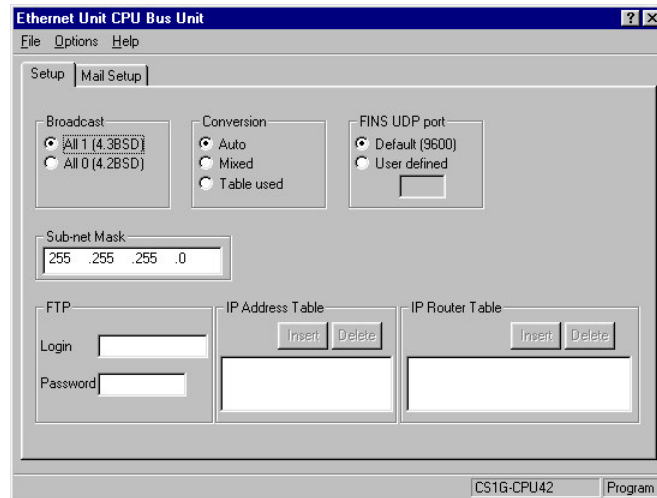 Ethernet Unit CPU Bus Unit
File Options Help
Setup Mail Setup
Broadcast
All 1 (4.3BSD)
All 0 (4.2BSD)
Conversion
Auto
Mixed
Table used
FINS UDP port
Default (9600)
User defined
Sub-net Mask
255 .255 .255 .0
FTP
Login
Password
IP Address Table
Insert Delete
IP Router Table
Insert Delete
CS1G-CPU42 Program